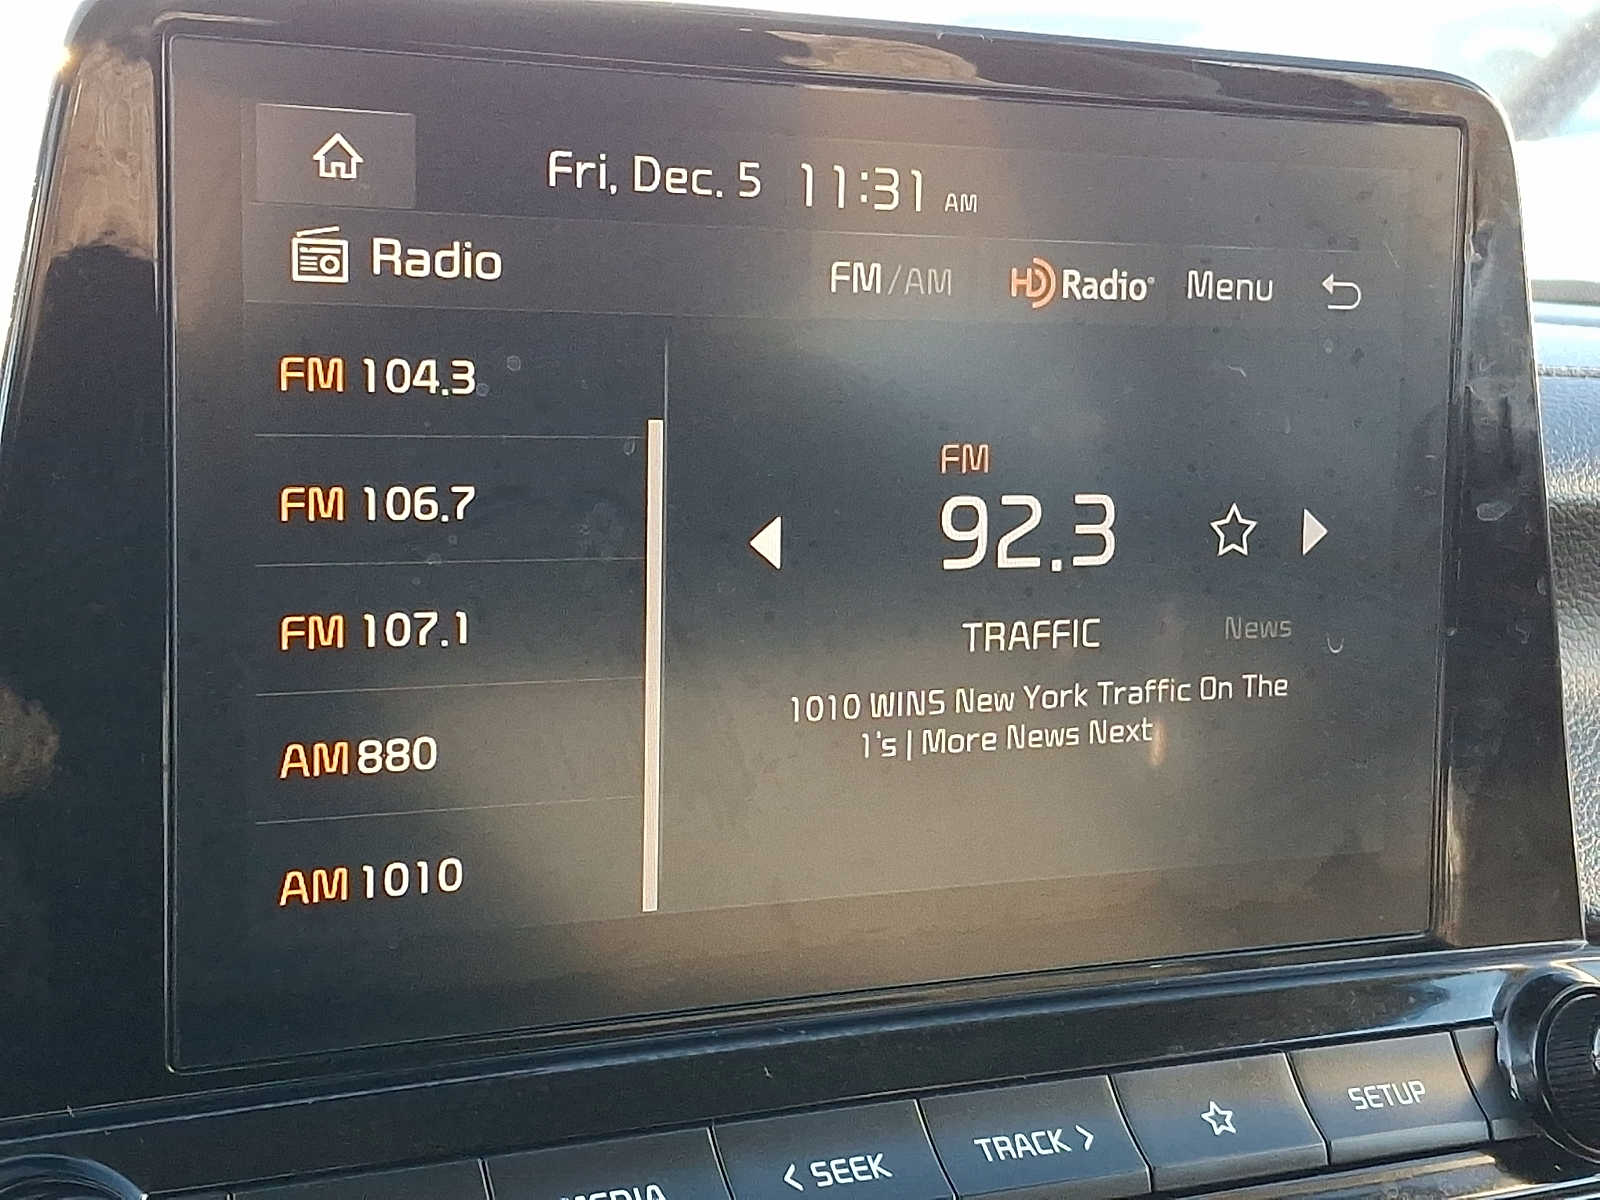 Fri, Dec. 5 11:31 AM
Radio FM/AM HD Radio® Menu
FM 104.3
FM 106.7
FM 107.1
AM 880
AM 1010
FM
92.3
TRAFFIC News
1010 WINS New York Traffic On The
1's | More News Next
MEDIA < SEEK TRACK > SETUP